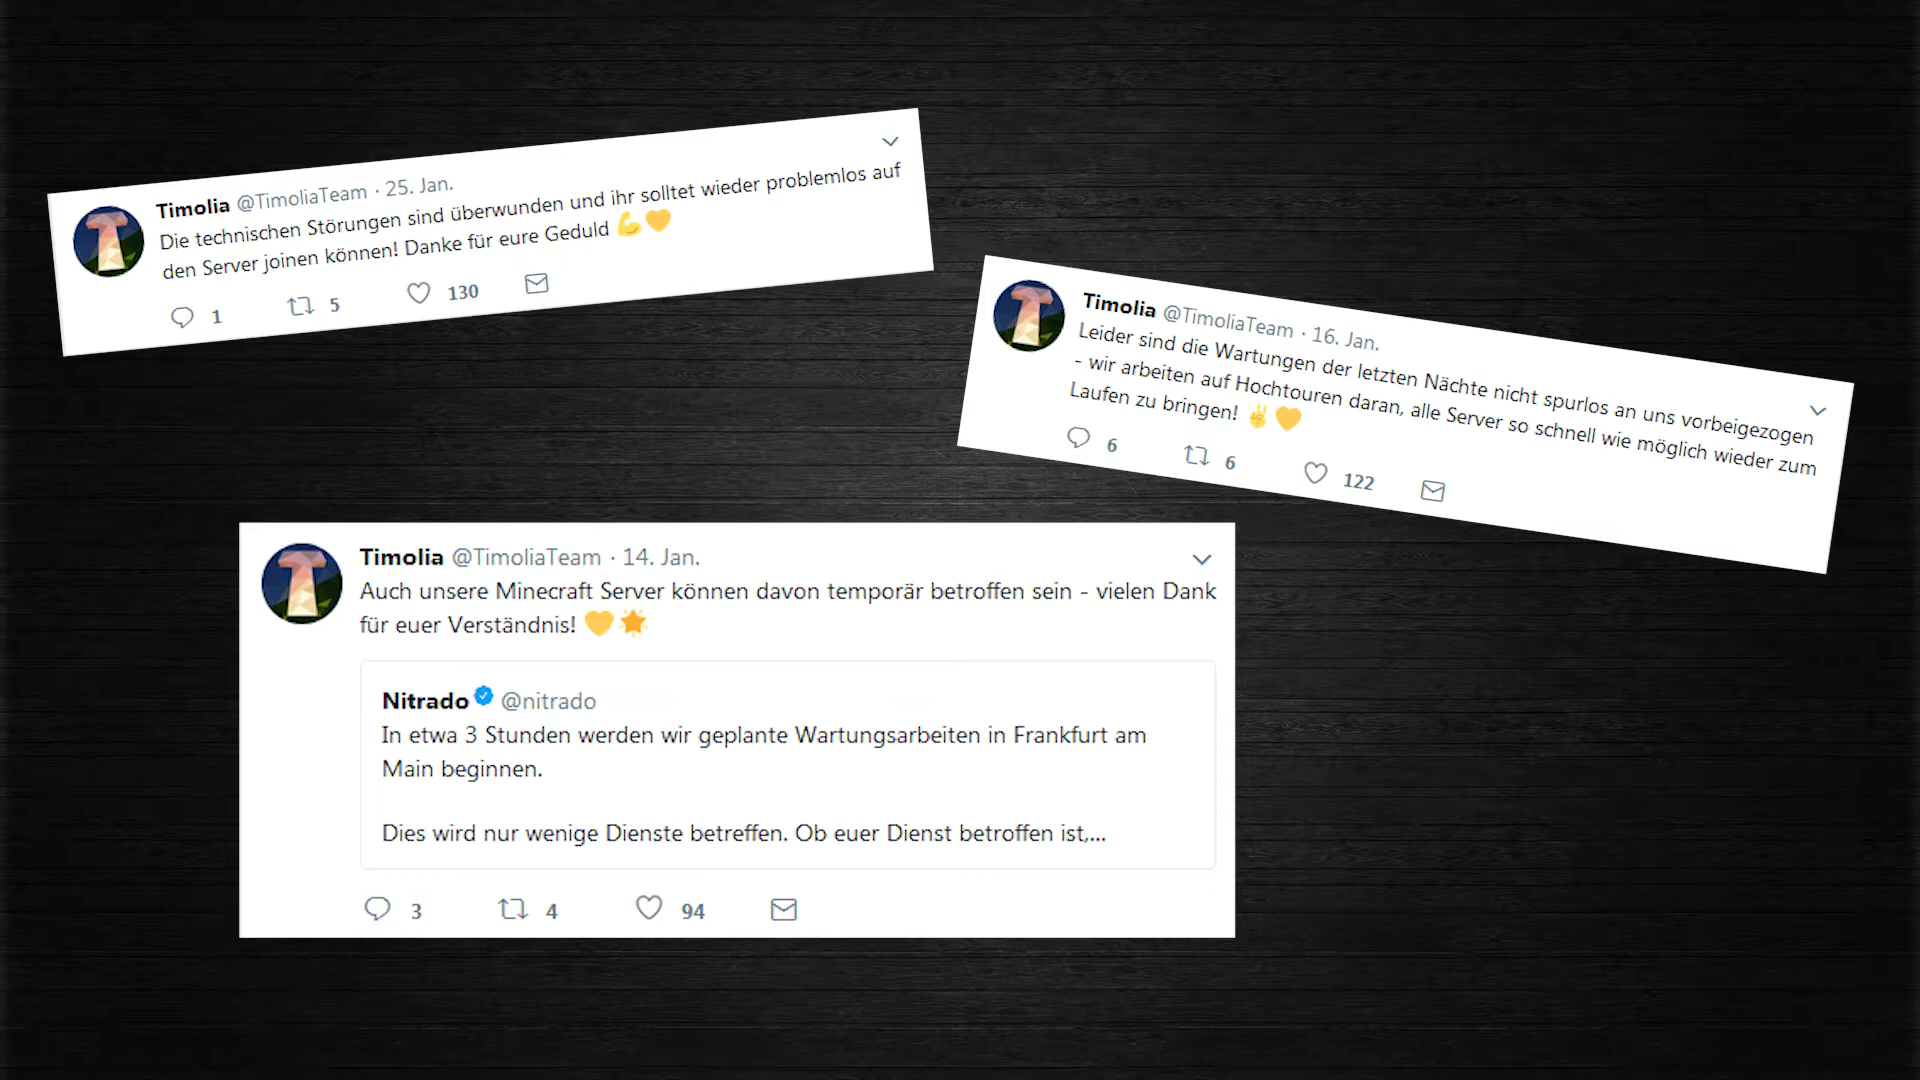 Timolia @TimoliaTeam · 25. Jan.
Die technischen Störungen sind überwunden und ihr solltet wieder problemlos auf
den Server joinen können! Danke für eure Geduld 💪💛
1 5 130
Timolia @TimoliaTeam · 16. Jan.
Leider sind die Wartungen der letzten Nächte nicht spurlos an uns vorbeigezogen
- wir arbeiten auf Hochtouren daran, alle Server so schnell wie möglich wieder zum
Laufen zu bringen! ✌️💛
6 6 122
Timolia @TimoliaTeam · 14. Jan.
Auch unsere Minecraft Server können davon temporär betroffen sein - vielen Dank
für euer Verständnis! 💛🌟
Nitrado @nitrado
In etwa 3 Stunden werden wir geplante Wartungsarbeiten in Frankfurt am
Main beginnen.
Dies wird nur wenige Dienste betreffen. Ob euer Dienst betroffen ist,...
3 4 94